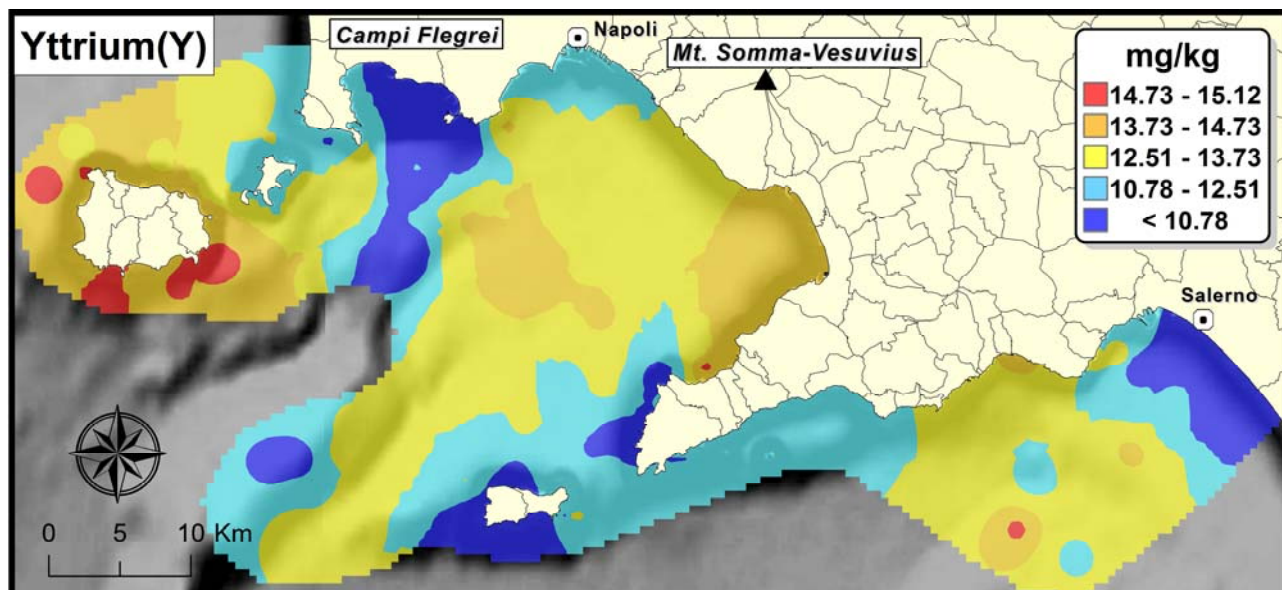 Yttrium(Y)
Campi Flegrei
Napoli
Mt. Somma-Vesuvius
mg/kg
14.73 - 15.12
13.73 - 14.73
12.51 - 13.73
10.78 - 12.51
< 10.78
Salerno
0 5 10 Km